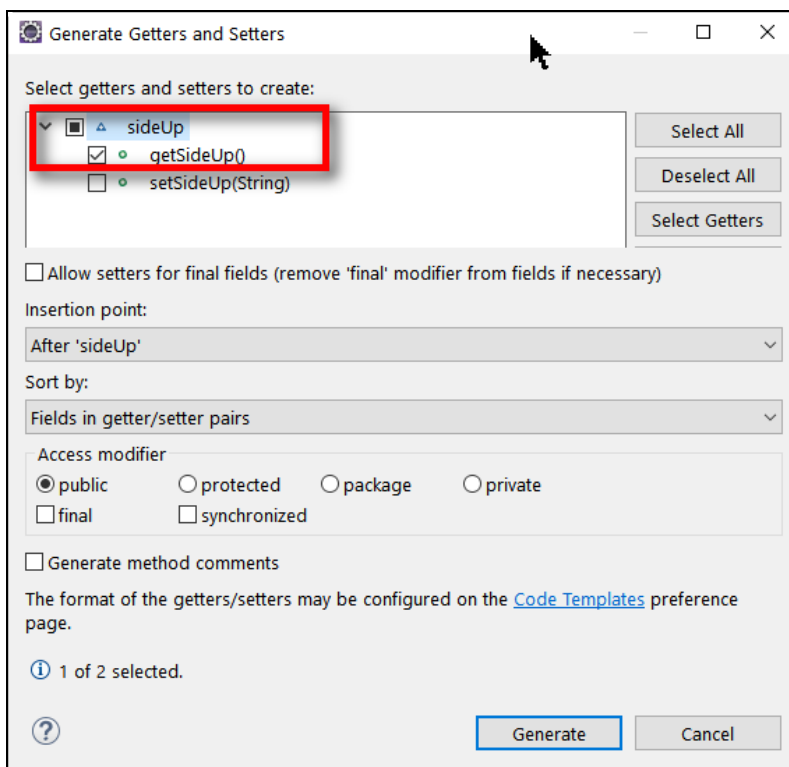 Generate Getters and Setters
Select getters and setters to create:
sideUp
getSideUp()
setSideUp(String)
Select All
Deselect All
Select Getters
Allow setters for final fields (remove 'final' modifier from fields if necessary)
Insertion point:
After 'sideUp'
Sort by:
Fields in getter/setter pairs
Access modifier
public protected package private
final synchronized
Generate method comments
The format of the getters/setters may be configured on the Code Templates preference
page.
1 of 2 selected.
Generate Cancel